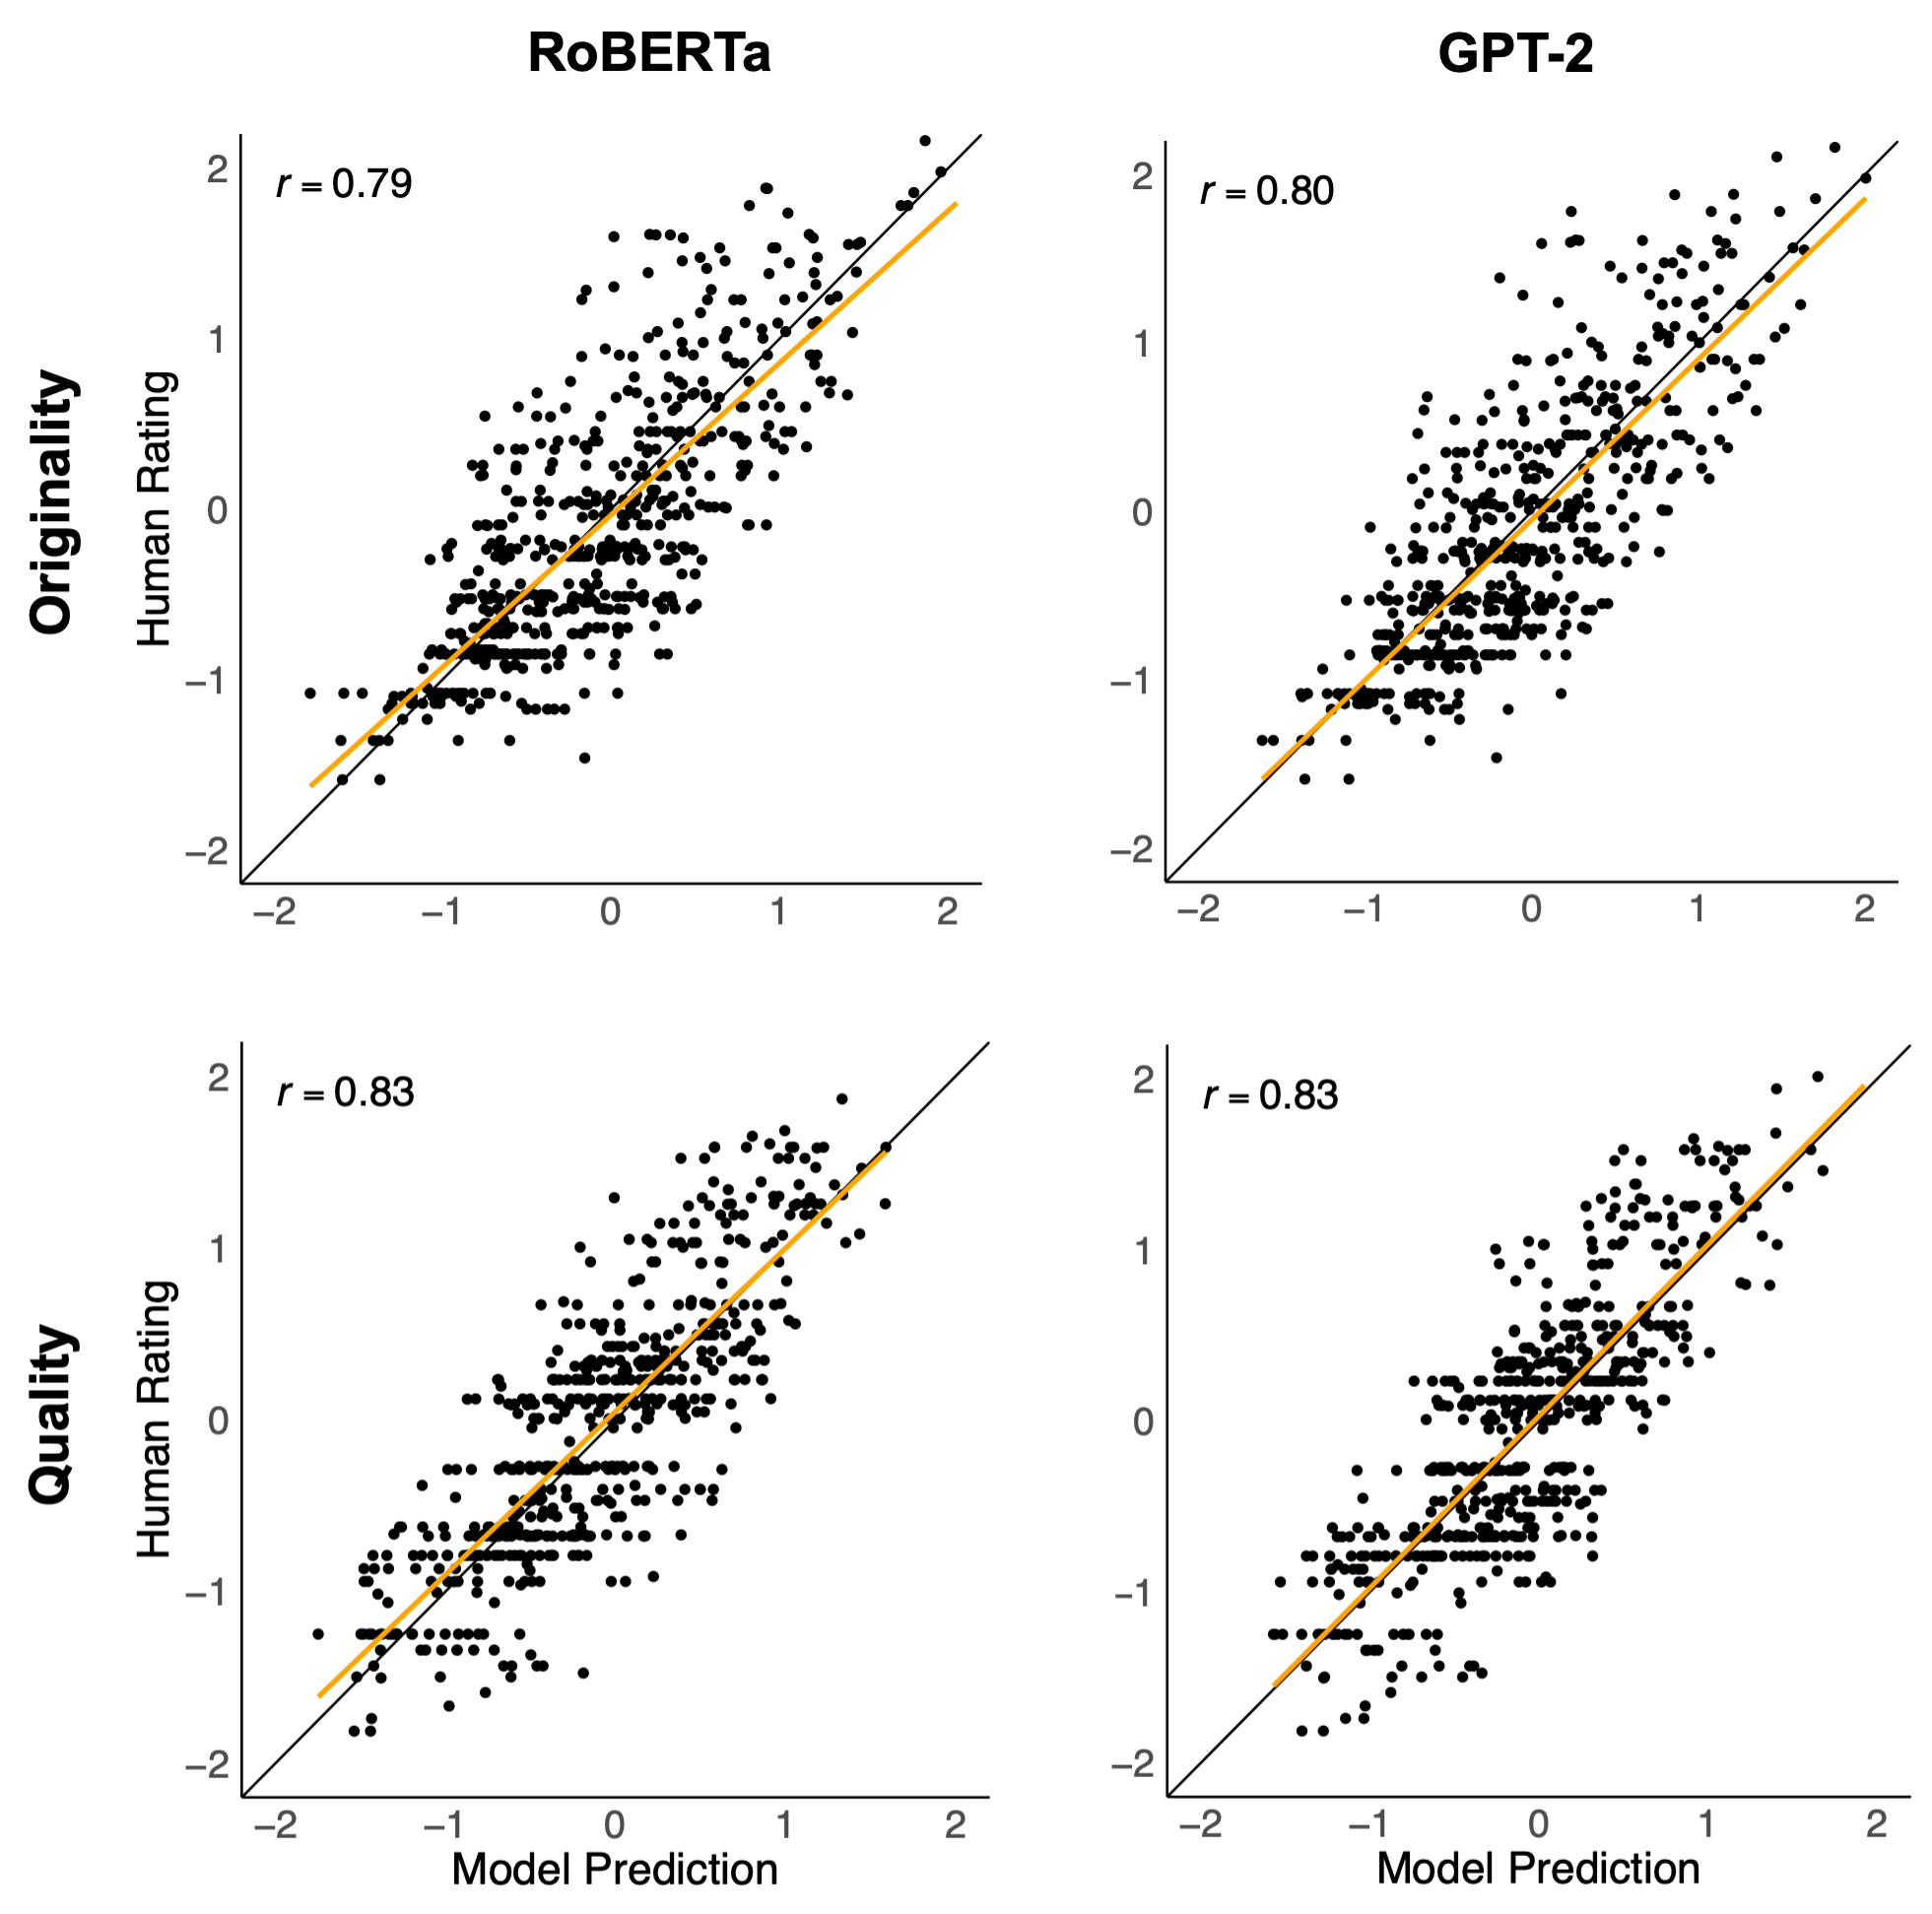 RoBERTa GPT-2
Originality
Human Rating
r = 0.79
2
1
0
−1
−2
−2 −1 0 1 2
r = 0.80
2
1
0
−1
−2
−2 −1 0 1 2
Quality
Human Rating
r = 0.83
2
1
0
−1
−2
−2 −1 0 1 2
Model Prediction
r = 0.83
2
1
0
−1
−2
−2 −1 0 1 2
Model Prediction